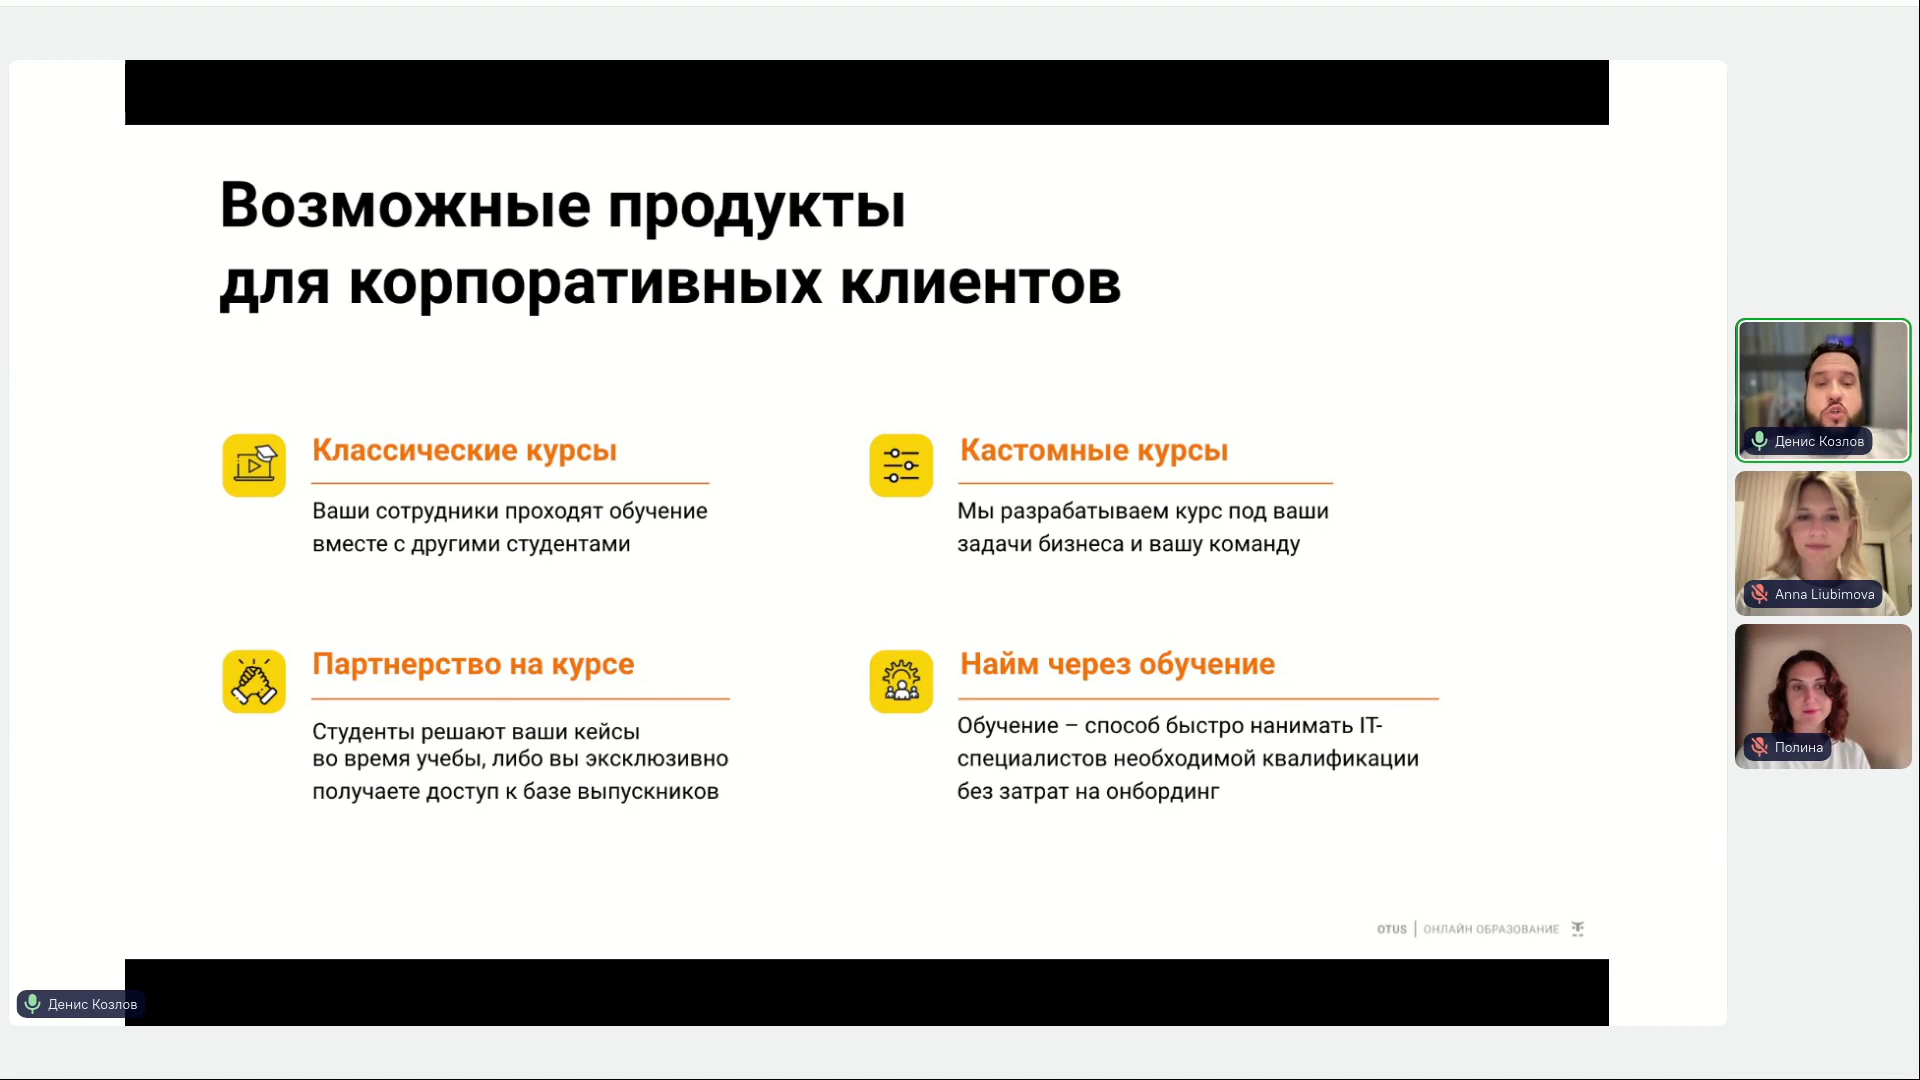 Возможные продукты
для корпоративных клиентов
Классические курсы
Ваши сотрудники проходят обучение
вместе с другими студентами
Кастомные курсы
Мы разрабатываем курс под ваши
задачи бизнеса и вашу команду
Партнерство на курсе
Студенты решают ваши кейсы
во время учебы, либо вы эксклюзивно
получаете доступ к базе выпускников
Найм через обучение
Обучение – способ быстро нанимать IT-
специалистов необходимой квалификации
без затрат на онбординг
OTUS | ОНЛАЙН ОБРАЗОВАНИЕ
Денис Козлов
Денис Козлов
Anna Liubimova
Полина